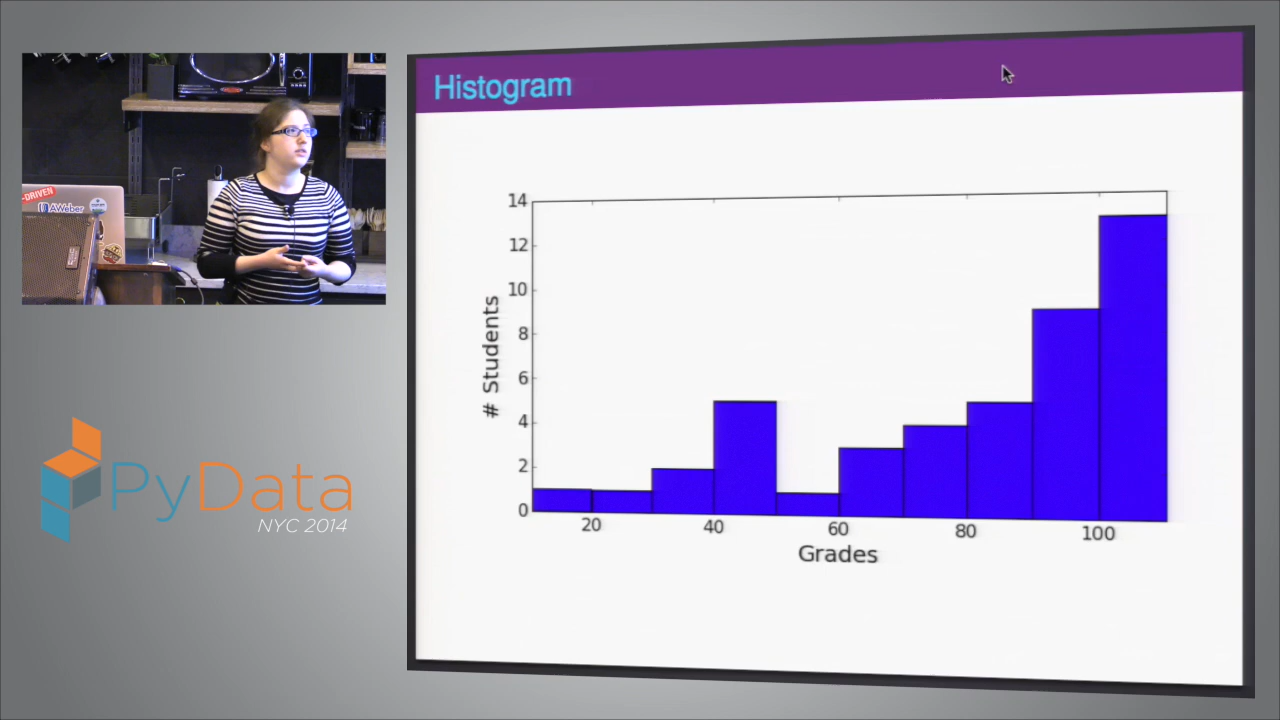 Histogram
14
12
10
8
6
4
2
0
# Students
20 40 60 80 100
Grades
-DRIVEN
AWeber
PyData
NYC 2014